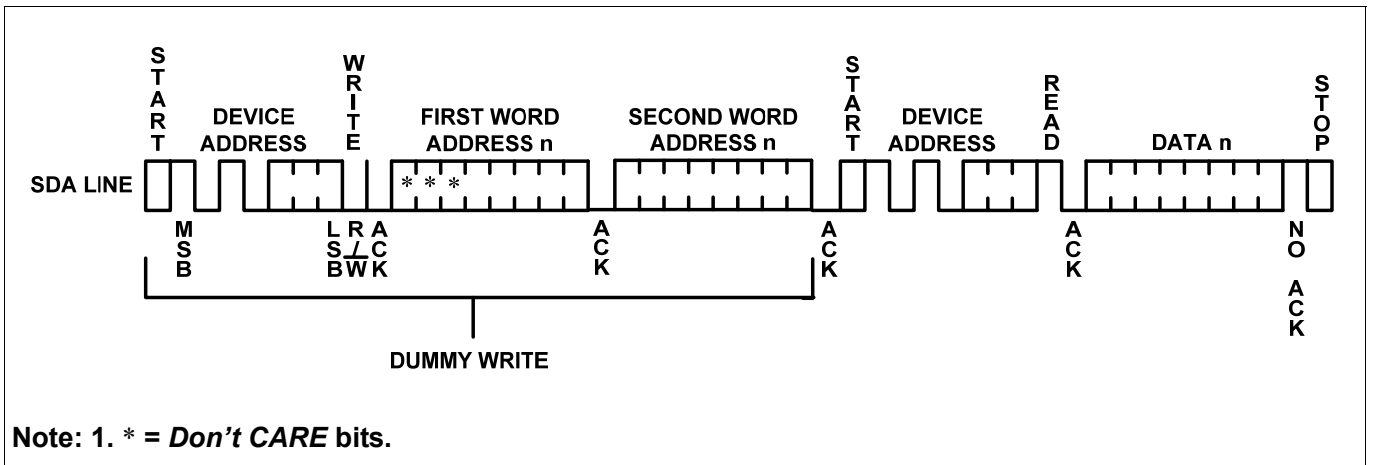 START
WRITE
START
READ
STOP
DEVICE
ADDRESS
FIRST WORD
ADDRESS n
SECOND WORD
ADDRESS n
DEVICE
ADDRESS
DATA n
SDA LINE
* * *
MSB
LSB
R/W
ACK
ACK
ACK
ACK
NO ACK
DUMMY WRITE
Note: 1. * = Don't CARE bits.